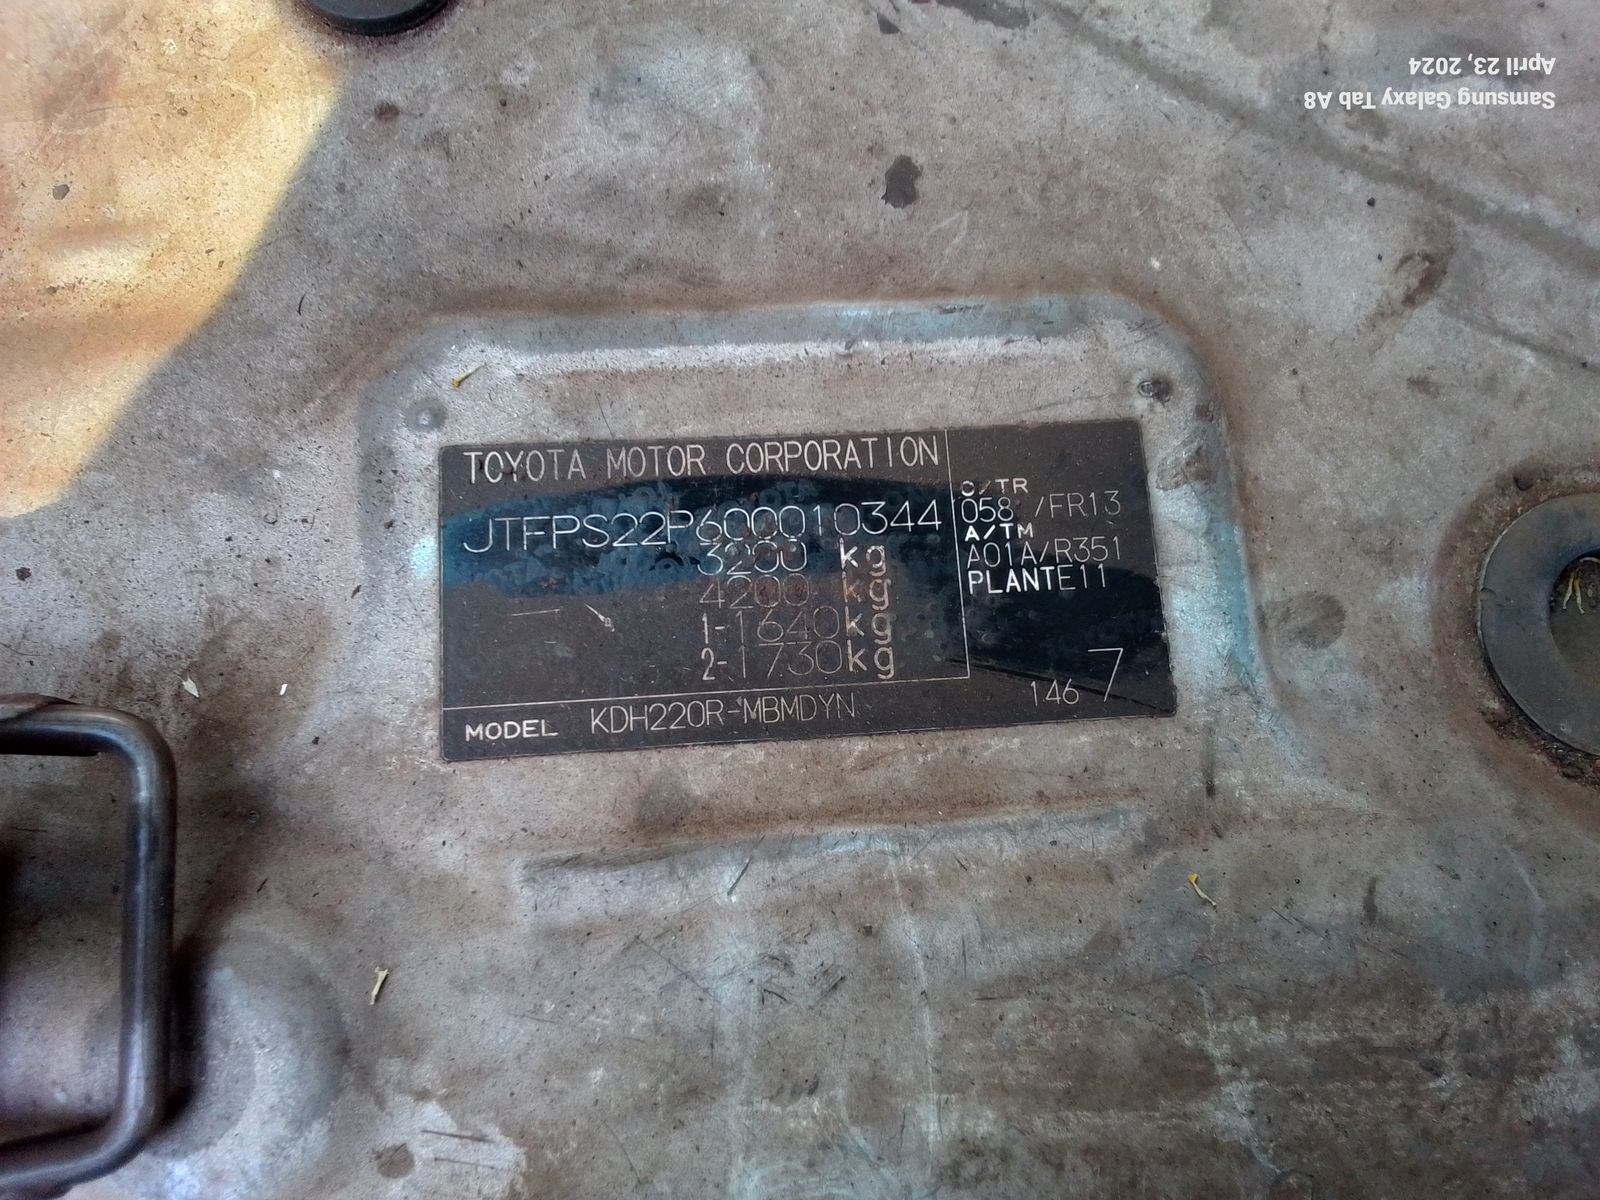 TOYOTA MOTOR CORPORATION
JTFPS22P600010344
3200 kg
4200 kg
1-1640kg
2-1730kg
C/TR
058 /FR13
A/TM
A01A/R351
PLANTE11
146 7
MODEL KDH220R-MBMDYN
Samsung Galaxy Tab A8
April 23, 2024